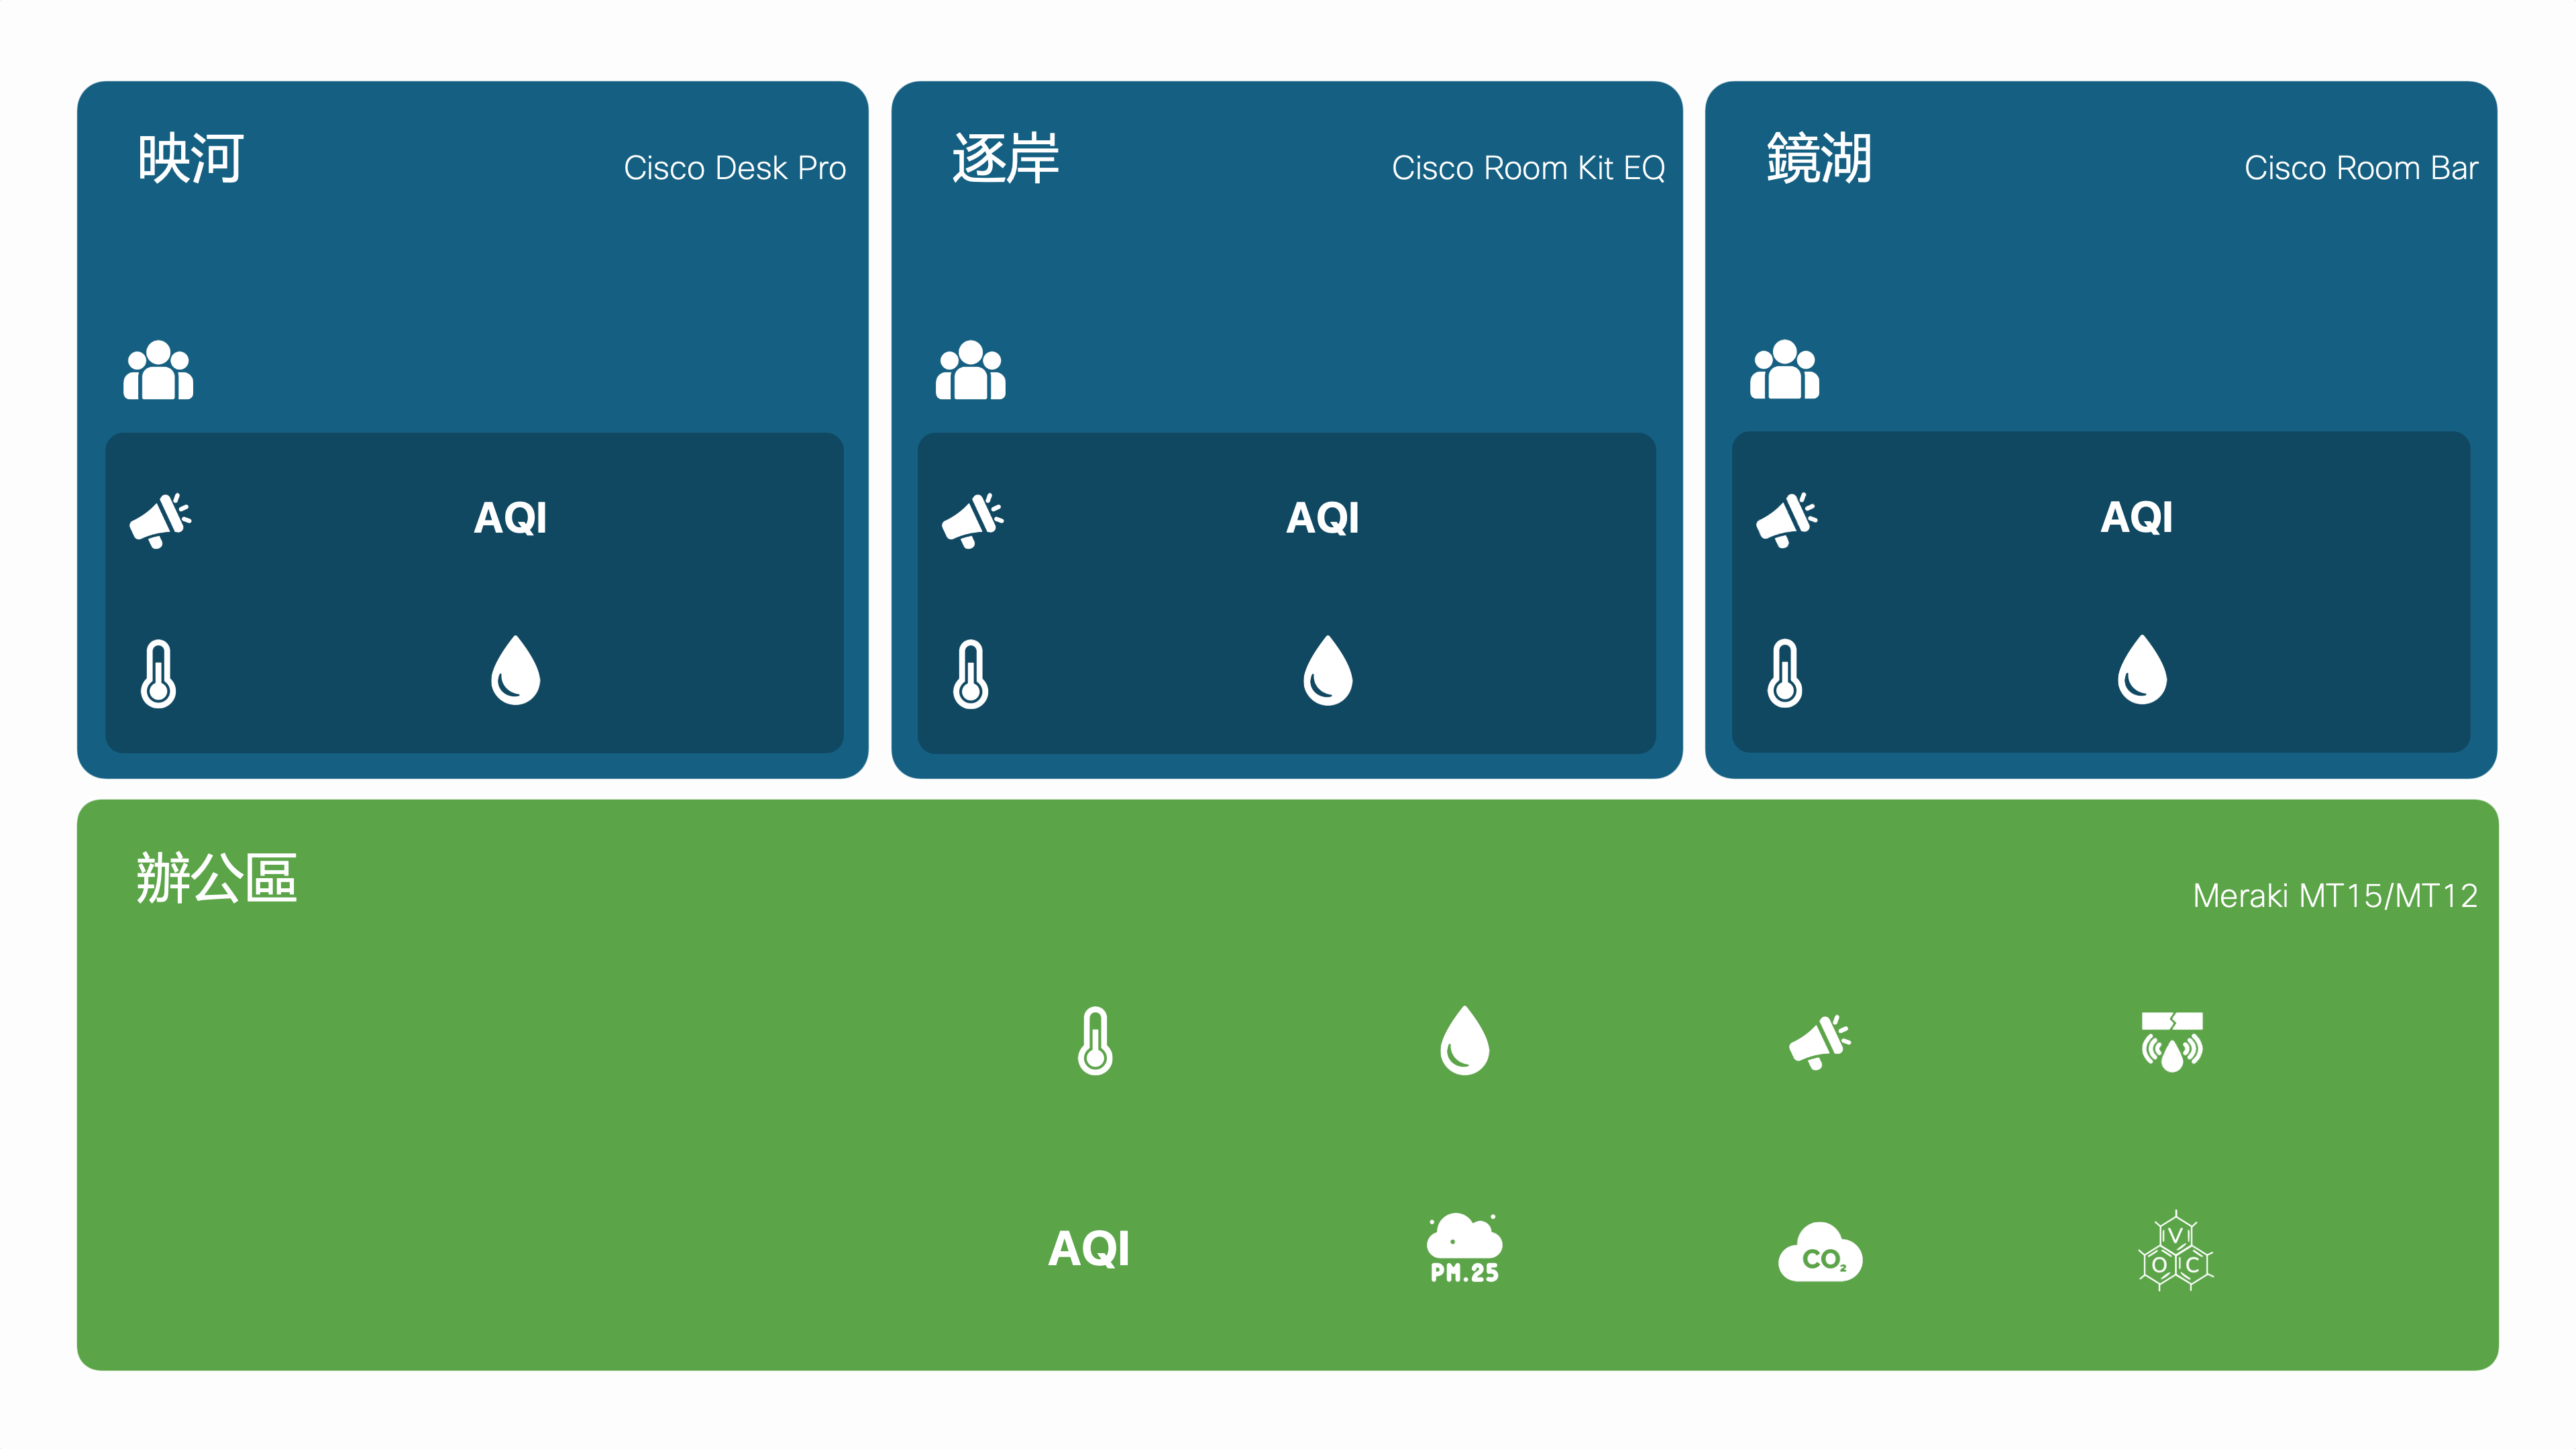 映河
Cisco Desk Pro
逐岸
Cisco Room Kit EQ
鏡湖
Cisco Room Bar
AQI
AQI
AQI
辦公區
Meraki MT15/MT12
AQI
PM.25
CO₂
V
O C